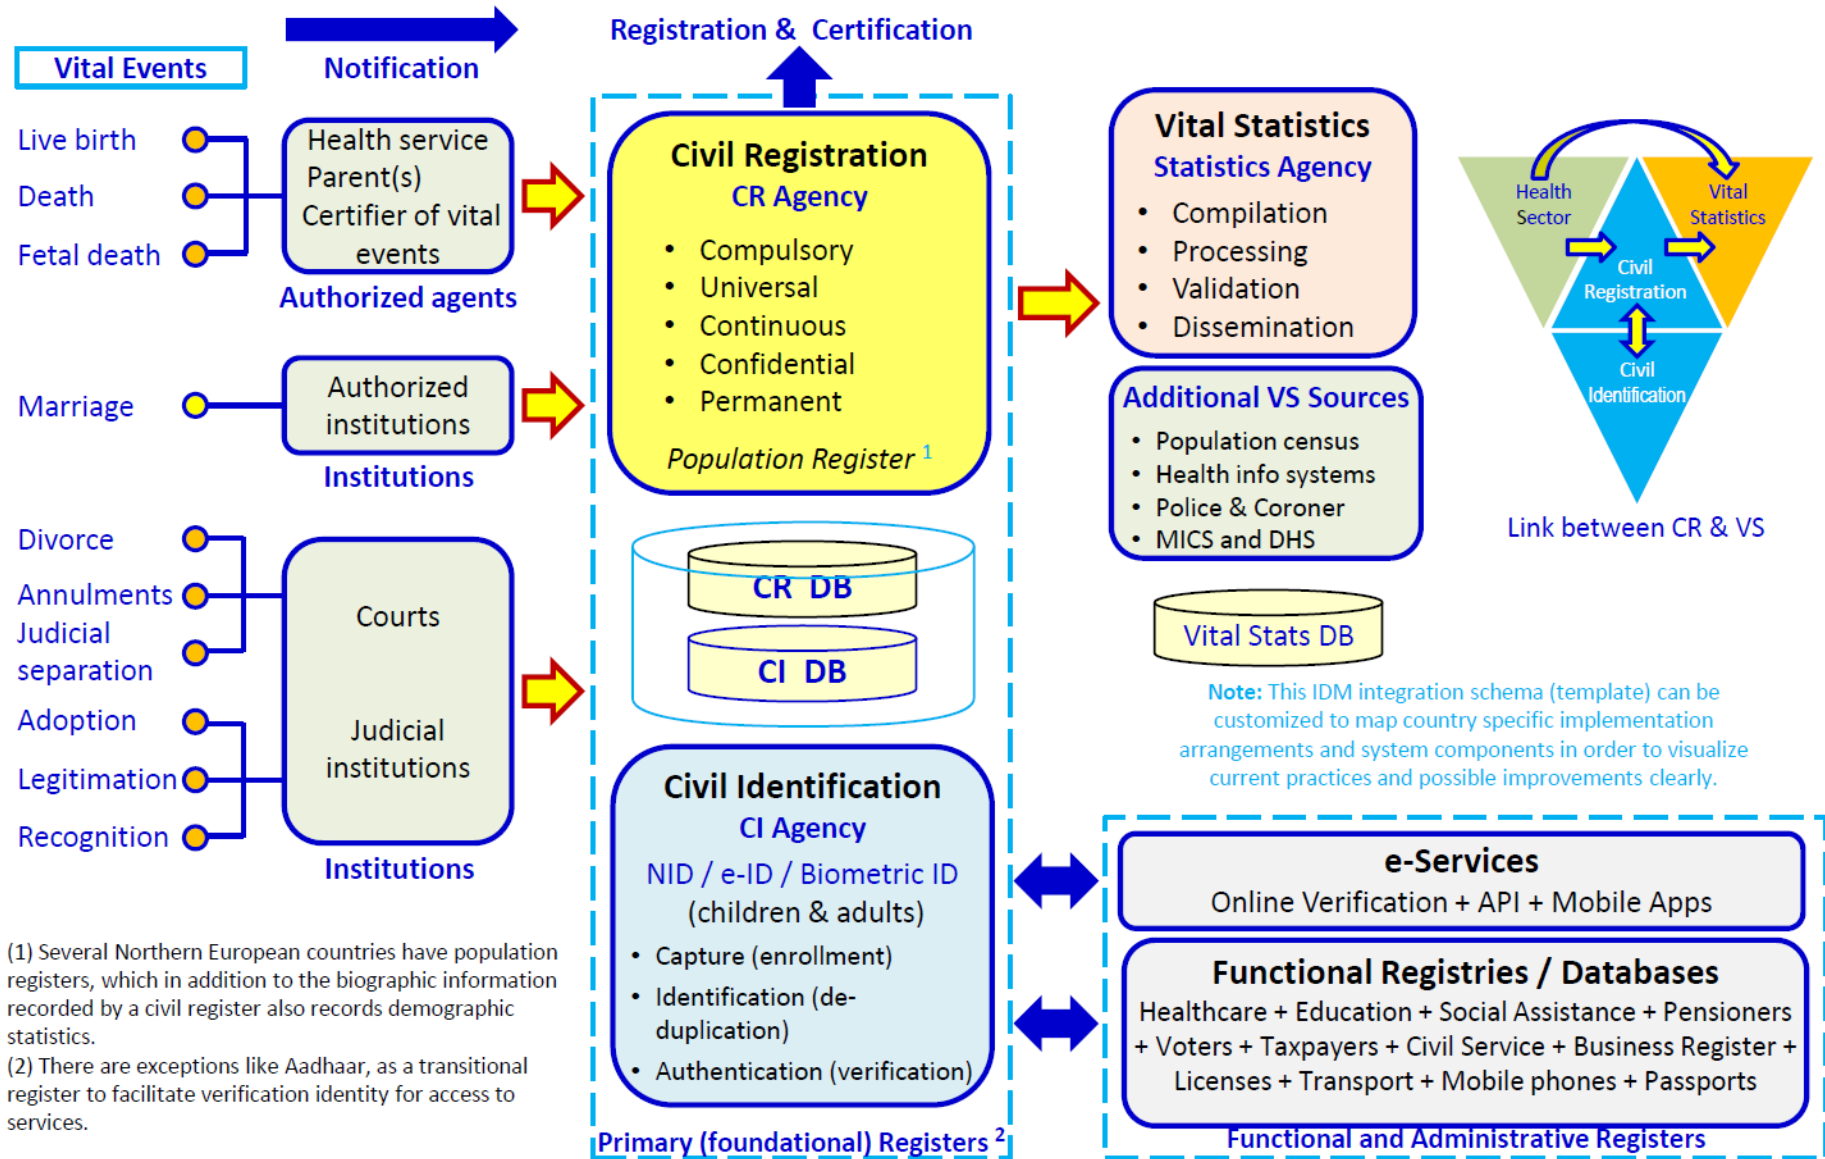 Vital Events
Notification
Registration & Certification
Live birth
Death
Fetal death
Health service
Parent(s)
Certifier of vital
events
Authorized agents
Marriage
Authorized
institutions
Institutions
Divorce
Annulments
Judicial
separation
Adoption
Legitimation
Recognition
Courts
Judicial
institutions
Institutions
(1) Several Northern European countries have population
registers, which in addition to the biographic information
recorded by a civil register also records demographic
statistics.
(2) There are exceptions like Aadhaar, as a transitional
register to facilitate verification identity for access to
services.
Civil Registration
CR Agency
• Compulsory
• Universal
• Continuous
• Confidential
• Permanent
Population Register 1
CR DB
CI DB
Civil Identification
CI Agency
NID / e-ID / Biometric ID
(children & adults)
• Capture (enrollment)
• Identification (de-
duplication)
• Authentication (verification)
Primary (foundational) Registers 2
Vital Statistics
Statistics Agency
• Compilation
• Processing
• Validation
• Dissemination
Additional VS Sources
• Population census
• Health info systems
• Police & Coroner
• MICS and DHS
Vital Stats DB
Health
Sector
Vital
Statistics
Civil
Registration
Civil
Identification
Link between CR & VS
Note: This IDM integration schema (template) can be
customized to map country specific implementation
arrangements and system components in order to visualize
current practices and possible improvements clearly.
e-Services
Online Verification + API + Mobile Apps
Functional Registries / Databases
Healthcare + Education + Social Assistance + Pensioners
+ Voters + Taxpayers + Civil Service + Business Register +
Licenses + Transport + Mobile phones + Passports
Functional and Administrative Registers